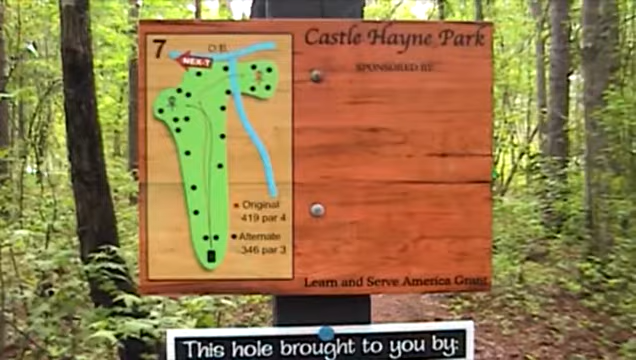 7
O.B.
NEX-T
Castle Hayne Park
SPONSORED BY:
Original
419 par 4
Alternate
346 par 3
Learn and Serve America Grant
This hole brought to you by: